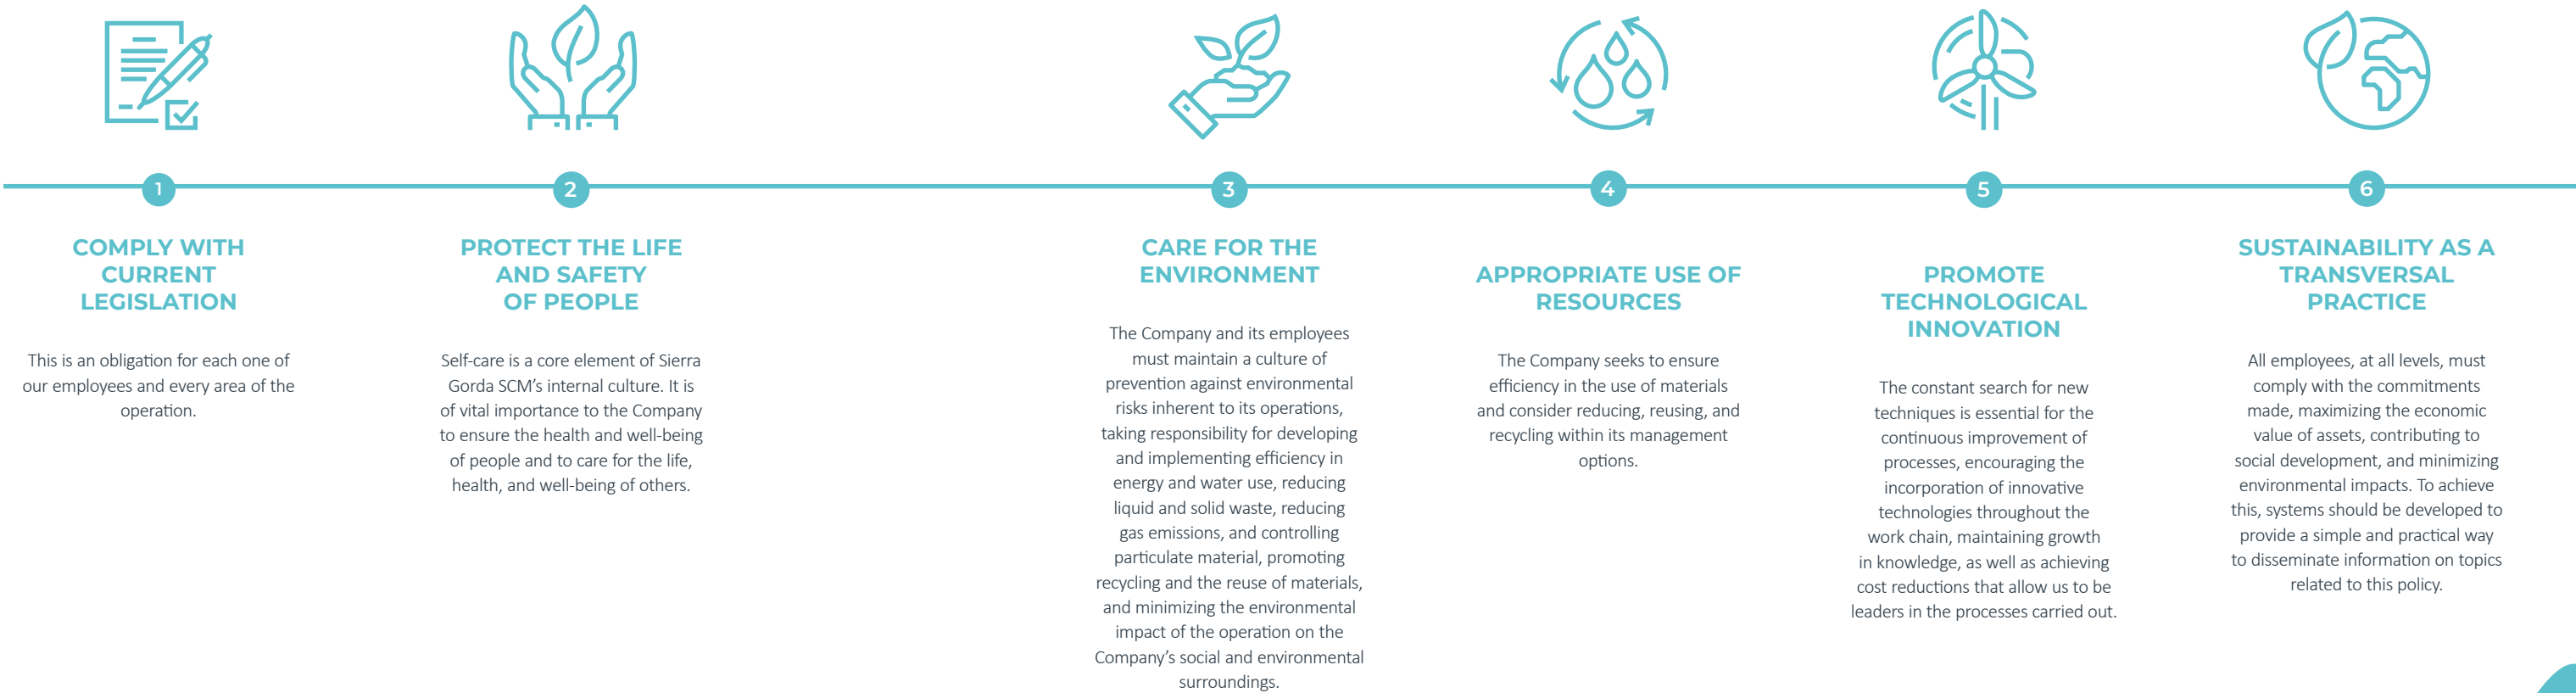 1
COMPLY WITH
CURRENT
LEGISLATION
This is an obligation for each one of
our employees and every area of the
operation.
2
PROTECT THE LIFE
AND SAFETY
OF PEOPLE
Self-care is a core element of Sierra
Gorda SCM’s internal culture. It is
of vital importance to the Company
to ensure the health and well-being
of people and to care for the life,
health, and well-being of others.
3
CARE FOR THE
ENVIRONMENT
The Company and its employees
must maintain a culture of
prevention against environmental
risks inherent to its operations,
taking responsibility for developing
and implementing efficiency in
energy and water use, reducing
liquid and solid waste, reducing
gas emissions, and controlling
particulate material, promoting
recycling and the reuse of materials,
and minimizing the environmental
impact of the operation on the
Company’s social and environmental
surroundings.
4
APPROPRIATE USE OF
RESOURCES
The Company seeks to ensure
efficiency in the use of materials
and consider reducing, reusing, and
recycling within its management
options.
5
PROMOTE
TECHNOLOGICAL
INNOVATION
The constant search for new
techniques is essential for the
continuous improvement of
processes, encouraging the
incorporation of innovative
technologies throughout the
work chain, maintaining growth
in knowledge, as well as achieving
cost reductions that allow us to be
leaders in the processes carried out.
6
SUSTAINABILITY AS A
TRANSVERSAL
PRACTICE
All employees, at all levels, must
comply with the commitments
made, maximizing the economic
value of assets, contributing to
social development, and minimizing
environmental impacts. To achieve
this, systems should be developed to
provide a simple and practical way
to disseminate information on topics
related to this policy.